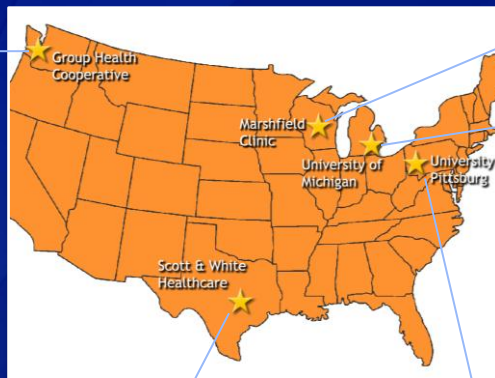 Group Health
Cooperative
Marshfield
Clinic
University of
Michigan
University
Pittsburg
Scott & White
Healthcare